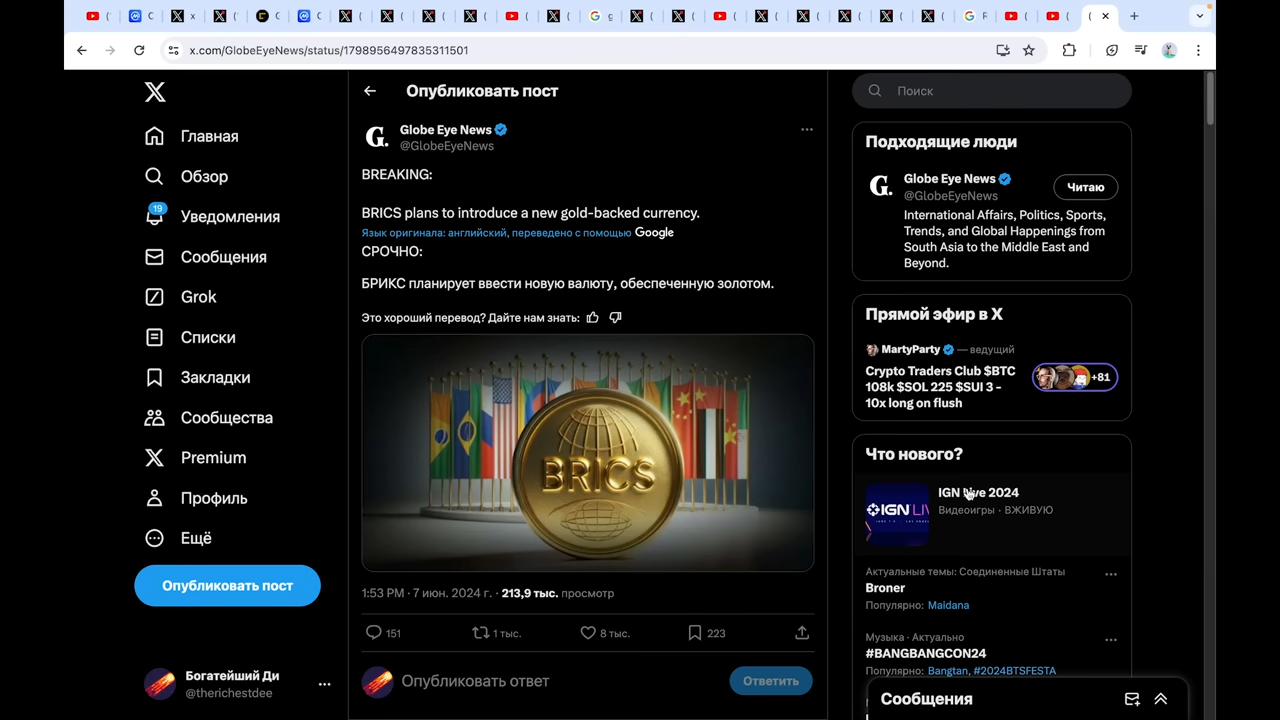 x.com/GlobeEyeNews/status/1798956497835311501
Главная
Обзор
19
Уведомления
Сообщения
Grok
Списки
Закладки
Сообщества
Premium
Профиль
Ещё
Опубликовать пост
Богатейший Ди
@therichestdee
Опубликовать пост
G.
Globe Eye News
@GlobeEyeNews
BREAKING:
BRICS plans to introduce a new gold-backed currency.
Язык оригинала: английский, переведено с помощью Google
СРОЧНО:
БРИКС планирует ввести новую валюту, обеспеченную золотом.
Это хороший перевод? Дайте нам знать:
BRICS
1:53 PM · 7 июн. 2024 г. · 213,9 тыс. просмотр
151
1 тыс.
8 тыс.
223
Опубликовать ответ
Ответить
Поиск
Подходящие люди
G.
Globe Eye News
@GlobeEyeNews
Читаю
International Affairs, Politics, Sports,
Trends, and Global Happenings from
South Asia to the Middle East and
Beyond.
Прямой эфир в X
MartyParty — ведущий
Crypto Traders Club $BTC
108k $SOL 225 $SUI 3 -
10x long on flush
+81
Что нового?
IGN LIV
IGN Live 2024
Видеоигры · ВЖИВУЮ
Актуальные темы: Соединенные Штаты
Broner
Популярно: Maidana
Музыка · Актуально
#BANGBANGCON24
Популярно: Bangtan, #2024BTSFESTA
Сообщения